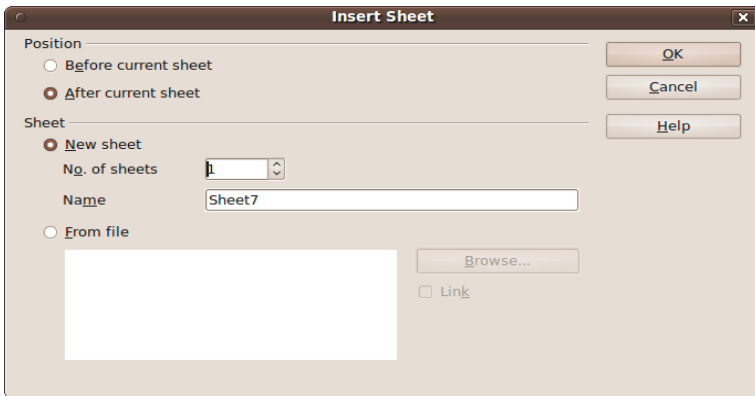 Insert Sheet
Position
Before current sheet
After current sheet
Sheet
New sheet
No. of sheets 1
Name Sheet7
From file
Browse...
Link
OK
Cancel
Help